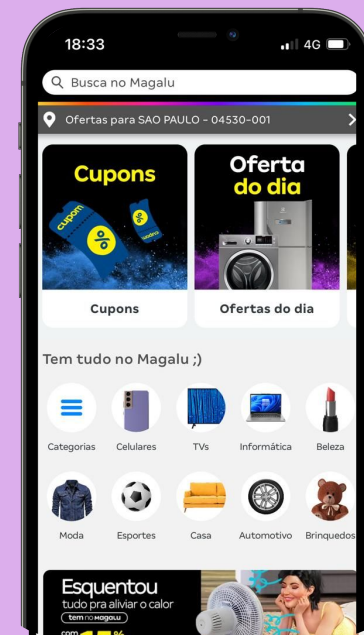 18:33
4G
Busca no Magalu
Ofertas para SAO PAULO - 04530-001
Cupons
cupom
Oferta
do dia
Cupons
Ofertas do dia
Tem tudo no Magalu ;)
Categorias
Celulares
TVs
Informática
Beleza
Moda
Esportes
Casa
Automotivo
Brinquedos
Esquentou
tudo pra aliviar o calor
tem no Magalu
com